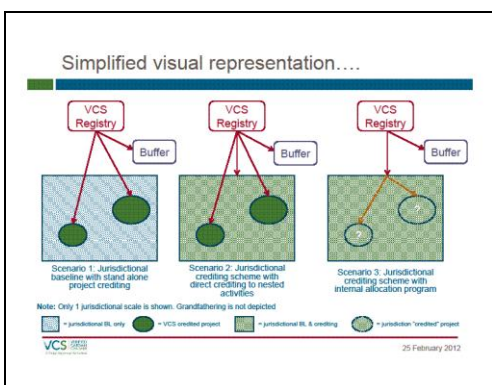 Simplified visual representation….
VCS
Registry
Buffer
VCS
Registry
Buffer
VCS
Registry
Buffer
?
?
Scenario 1: Jurisdictional
baseline with stand alone
project crediting
Scenario 2: Jurisdictional
crediting scheme with
direct crediting to nested
activities
Scenario 3: Jurisdictional
crediting scheme with
internal allocation program
Note: Only 1 jurisdictional scale is shown. Grandfathering is not depicted
= jurisdictional BL only
= VCS credited project
= jurisdictional BL & crediting
= jurisdiction "credited" project
VCS
25 February 2012